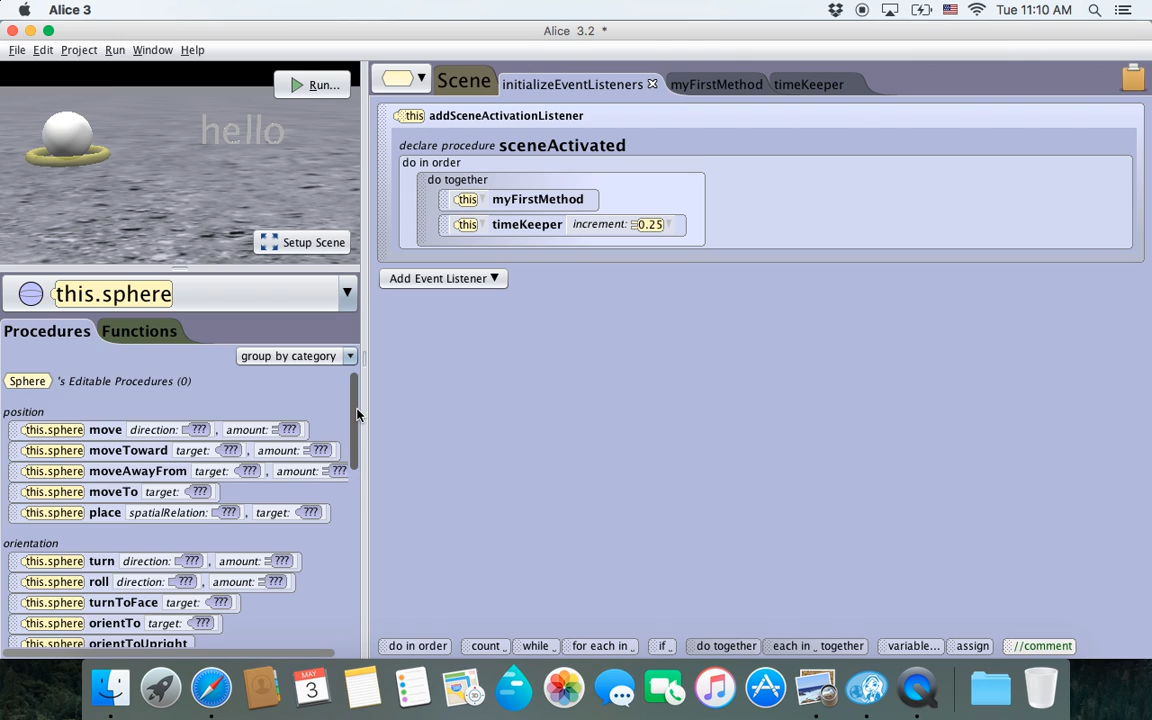 Alice 3
Tue 11:10 AM
Alice 3.2 *
File Edit Project Run Window Help
Run...
hello
Setup Scene
Scene
initializeEventListeners
myFirstMethod
timeKeeper
this addSceneActivationListener
declare procedure sceneActivated
do in order
do together
this myFirstMethod
this timeKeeper increment: 0.25
Add Event Listener
this.sphere
Procedures Functions
group by category
Sphere 's Editable Procedures (0)
position
this.sphere move direction: ??? , amount: ???
this.sphere moveToward target: ??? , amount: ???
this.sphere moveAwayFrom target: ??? , amount: ???
this.sphere moveTo target: ???
this.sphere place spatialRelation: ??? , target: ???
orientation
this.sphere turn direction: ??? , amount: ???
this.sphere roll direction: ??? , amount: ???
this.sphere turnToFace target: ???
this.sphere orientTo target: ???
this.sphere orientToUpright
do in order count _ while _ for each in _ if _ do together each in _ together variable... assign //comment
MAY
3